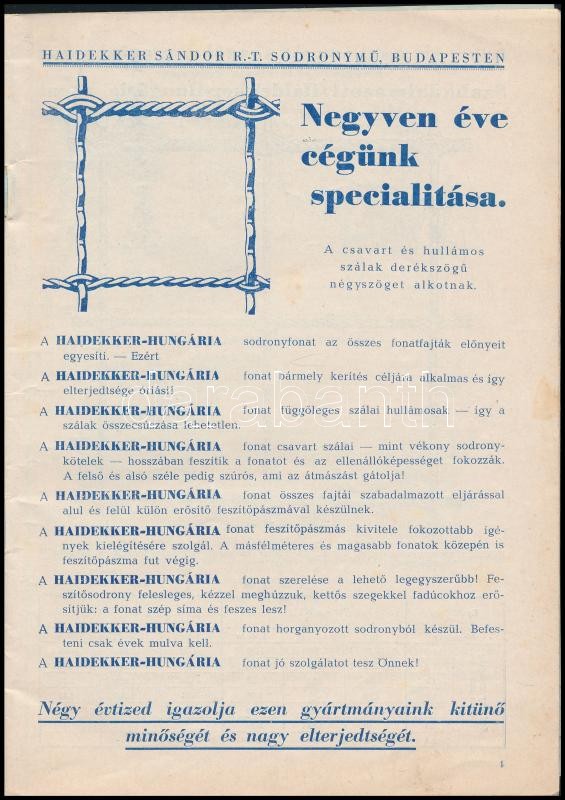 HAIDEKKER SÁNDOR R.-T. SODRONYMŰ, BUDAPESTEN
Negyven éve
cégünk
specialitása.
A csavart és hullámos
szálak derékszögű
négyszöget alkotnak.
A HAIDEKKER-HUNGÁRIA sodronyfonat az összes fonatfajták előnyeit
egyesíti. — Ezért
A HAIDEKKER-HUNGÁRIA fonat bármely kerítés céljára alkalmas és így
elterjedtsége óriási!
A HAIDEKKER-HUNGÁRIA fonat függőleges szálai hullámosak — így a
szálak összecsúszása lehetetlen.
A HAIDEKKER-HUNGÁRIA fonat csavart szálai — mint vékony sodrony-
kötelek — hosszában feszítik a fonatot és az ellenállóképességet fokozzák.
A felső és alsó széle pedig szúrós, ami az átmászást gátolja!
A HAIDEKKER-HUNGÁRIA fonat összes fajtái szabadalmazott eljárással
alul és felül külön erősítő feszítőpászmával készülnek.
A HAIDEKKER-HUNGÁRIA fonat feszítőpászmás kivitele fokozottabb igé-
nyek kielégítésére szolgál. A másfélméteres és magasabb fonatok közepén is
feszítőpászma fut végig.
A HAIDEKKER-HUNGÁRIA fonat szerelése a lehető legegyszerűbb! Fe-
szítősodrony felesleges, kézzel meghúzzuk, kettős szegekkel fadúcokhoz erő-
sítjük: a fonat szép síma és feszes lesz!
A HAIDEKKER-HUNGÁRIA fonat horganyozott sodronyból készül. Befes-
teni csak évek mulva kell.
A HAIDEKKER-HUNGÁRIA fonat jó szolgálatot tesz Önnek!
Négy évtized igazolja ezen gyártmányaink kitünő
minőségét és nagy elterjedtségét.
1
darabanth